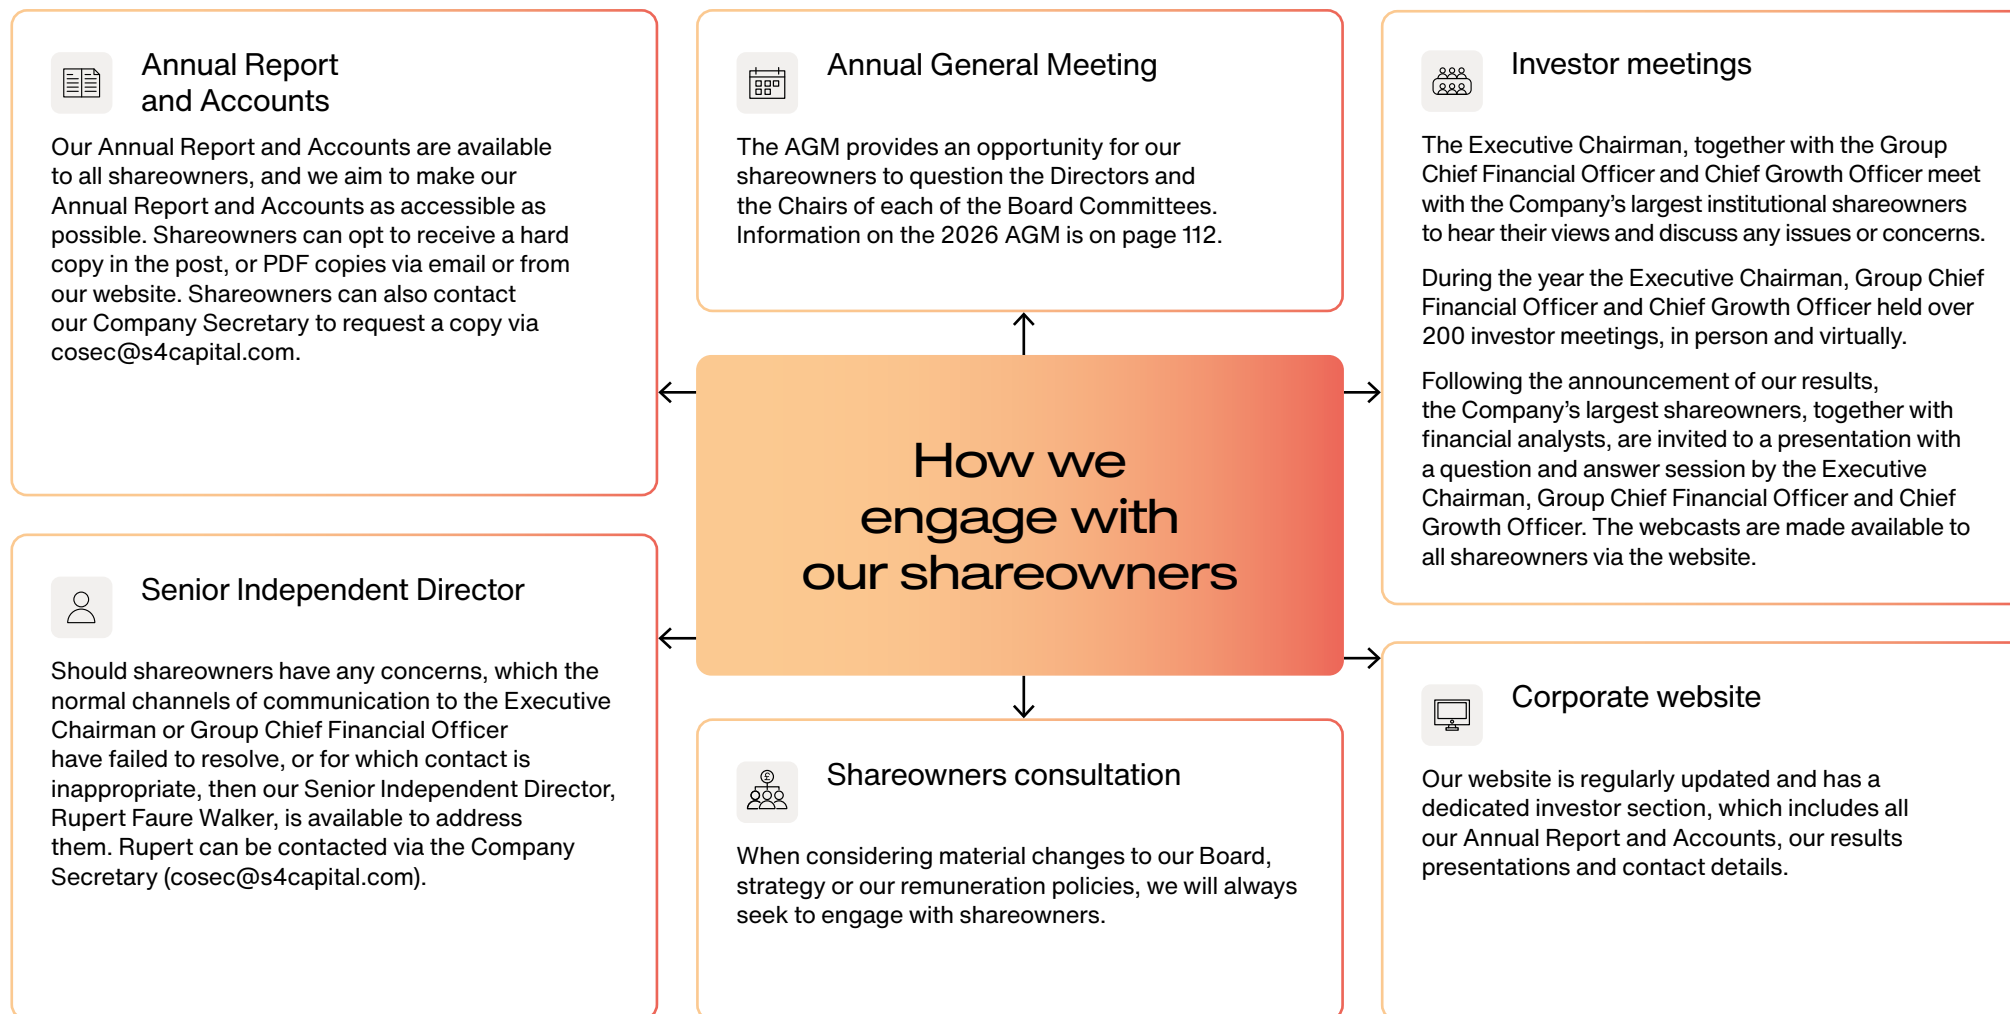 Annual Report
and Accounts
Our Annual Report and Accounts are available
to all shareowners, and we aim to make our
Annual Report and Accounts as accessible as
possible. Shareowners can opt to receive a hard
copy in the post, or PDF copies via email or from
our website. Shareowners can also contact
our Company Secretary to request a copy via
cosec@s4capital.com.
Annual General Meeting
The AGM provides an opportunity for our
shareowners to question the Directors and
the Chairs of each of the Board Committees.
Information on the 2026 AGM is on page 112.
Investor meetings
The Executive Chairman, together with the Group
Chief Financial Officer and Chief Growth Officer meet
with the Company’s largest institutional shareowners
to hear their views and discuss any issues or concerns.
During the year the Executive Chairman, Group Chief
Financial Officer and Chief Growth Officer held over
200 investor meetings, in person and virtually.
Following the announcement of our results,
the Company’s largest shareowners, together with
financial analysts, are invited to a presentation with
a question and answer session by the Executive
Chairman, Group Chief Financial Officer and Chief
Growth Officer. The webcasts are made available to
all shareowners via the website.
How we
engage with
our shareowners
Senior Independent Director
Should shareowners have any concerns, which the
normal channels of communication to the Executive
Chairman or Group Chief Financial Officer
have failed to resolve, or for which contact is
inappropriate, then our Senior Independent Director,
Rupert Faure Walker, is available to address
them. Rupert can be contacted via the Company
Secretary (cosec@s4capital.com).
£
Shareowners consultation
When considering material changes to our Board,
strategy or our remuneration policies, we will always
seek to engage with shareowners.
Corporate website
Our website is regularly updated and has a
dedicated investor section, which includes all
our Annual Report and Accounts, our results
presentations and contact details.